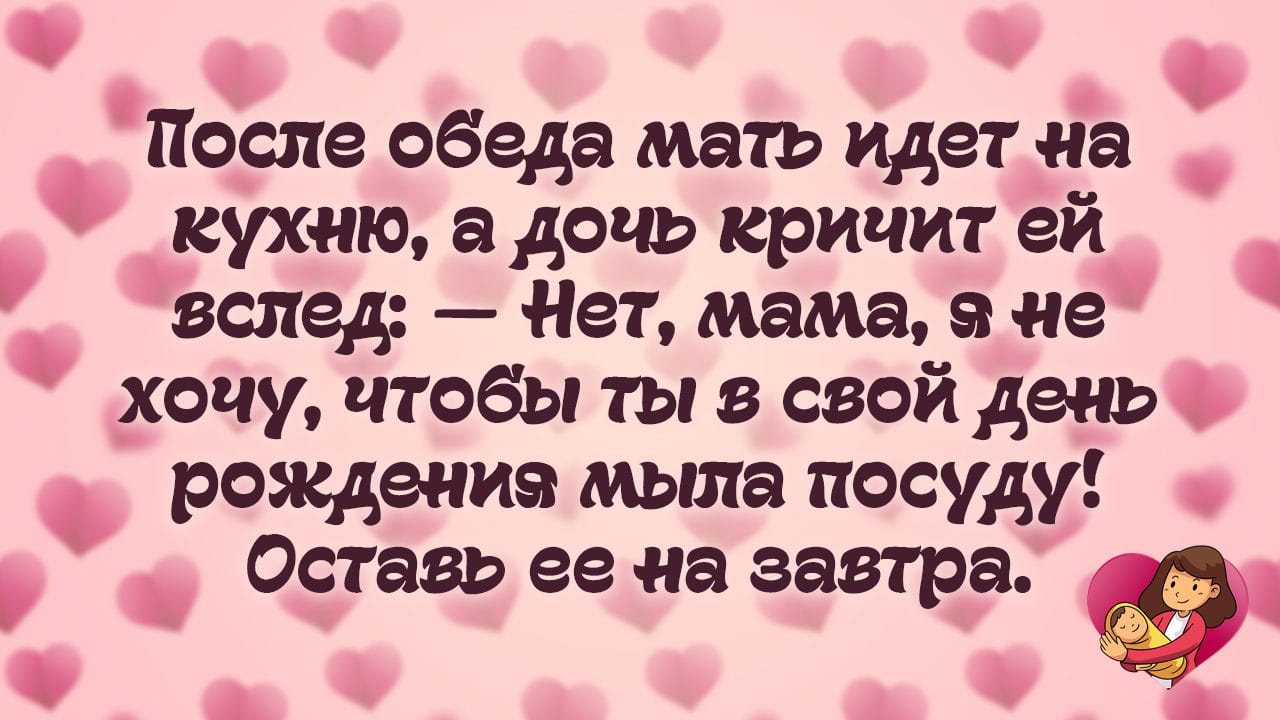 После обеда мать идет на
кухню, а дочь кричит ей
вслед: — Нет, мама, я не
хочу, чтобы ты в свой день
рождения мыла посуду!
Оставь ее на завтра.